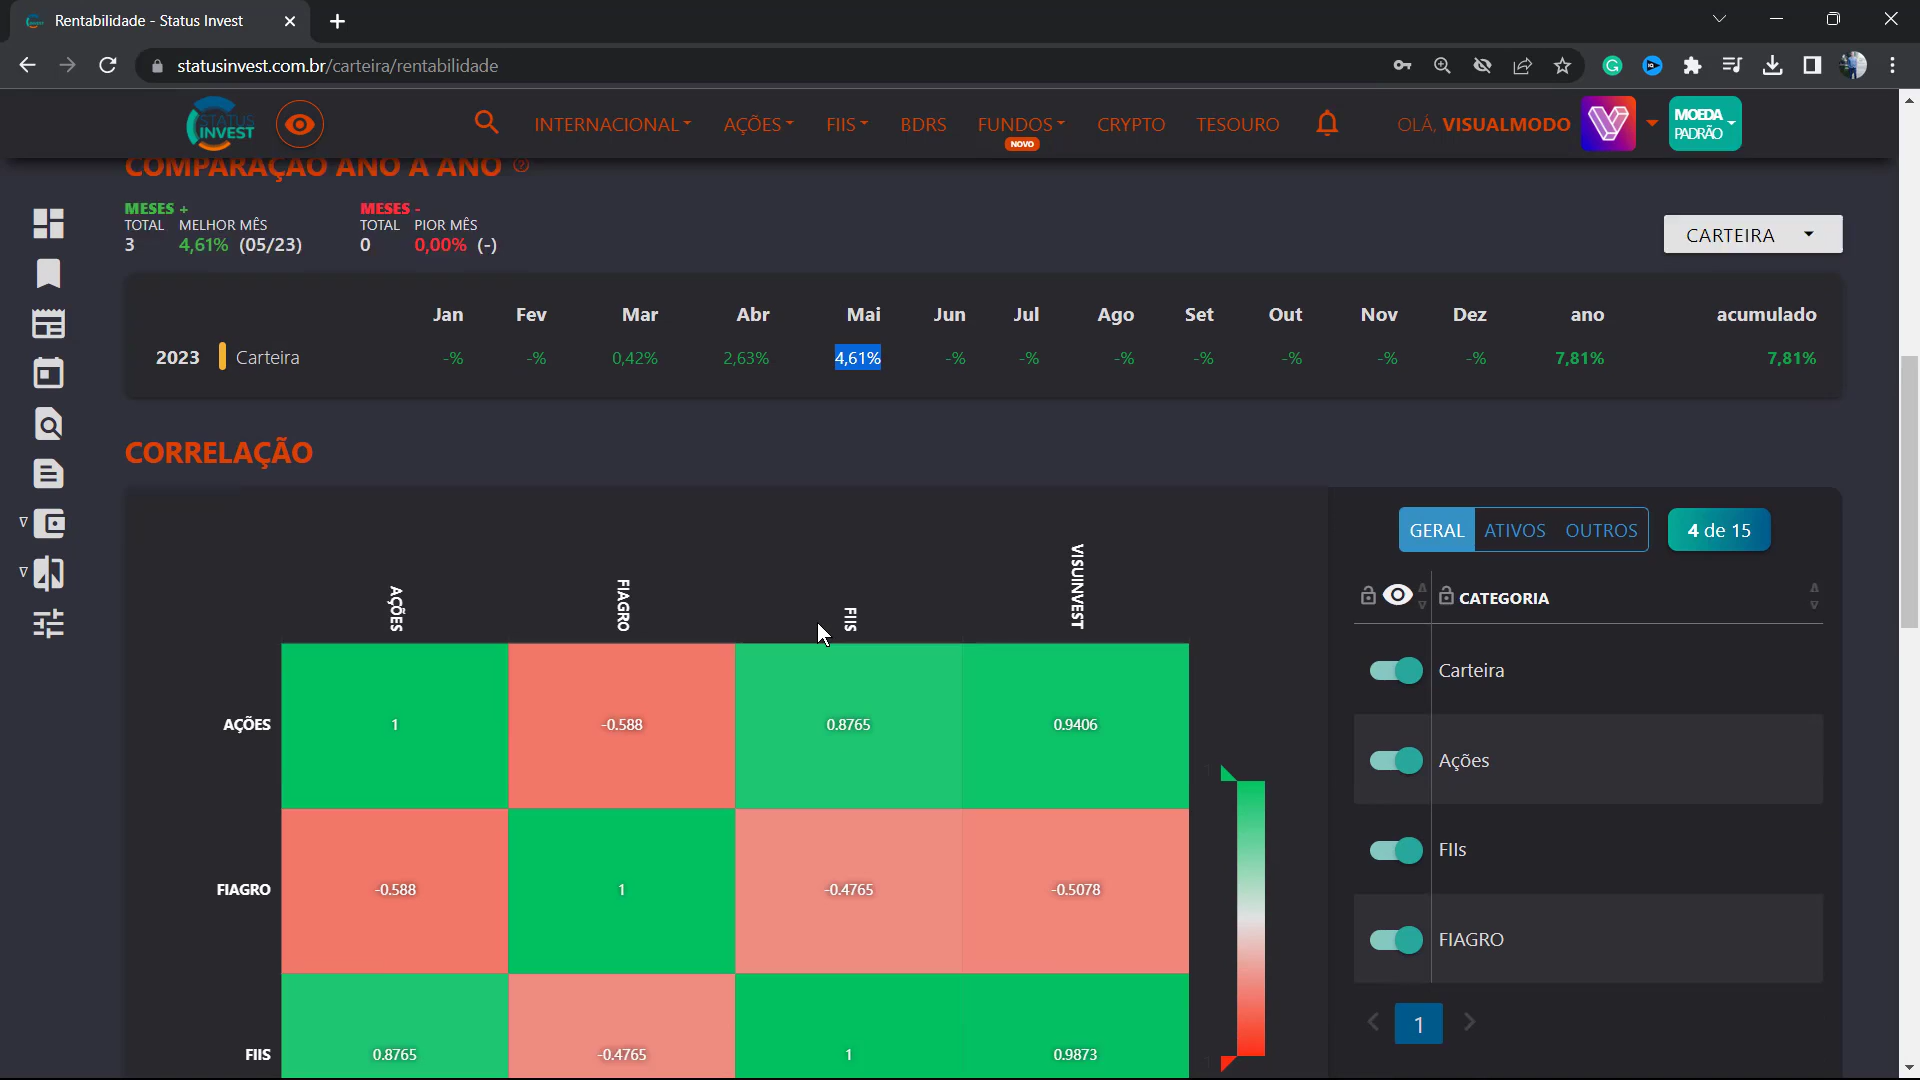 Rentabilidade - Status Invest
statusinvest.com.br/carteira/rentabilidade
STATUS
INVEST
INTERNACIONAL
AÇÕES
FIIS
BDRS
FUNDOS
NOVO
CRYPTO
TESOURO
OLÁ, VISUALMODO
MOEDA
PADRÃO
COMPARAÇÃO ANO A ANO
MESES +
TOTAL MELHOR MÊS
3 4,61% (05/23)
MESES -
TOTAL PIOR MÊS
0 0,00% (-)
CARTEIRA
Jan Fev Mar Abr Mai Jun Jul Ago Set Out Nov Dez ano acumulado
2023 Carteira -% -% 0,42% 2,63% 4,61% -% -% -% -% -% -% -% 7,81% 7,81%
CORRELAÇÃO
GERAL ATIVOS OUTROS 4 de 15
CATEGORIA
Carteira
Ações
FIIs
FIAGRO
1
AÇÕES FIAGRO FIIS VISUINVEST
AÇÕES 1 -0.588 0.8765 0.9406
FIAGRO -0.588 1 -0.4765 -0.5078
FIIS 0.8765 -0.4765 1 0.9873